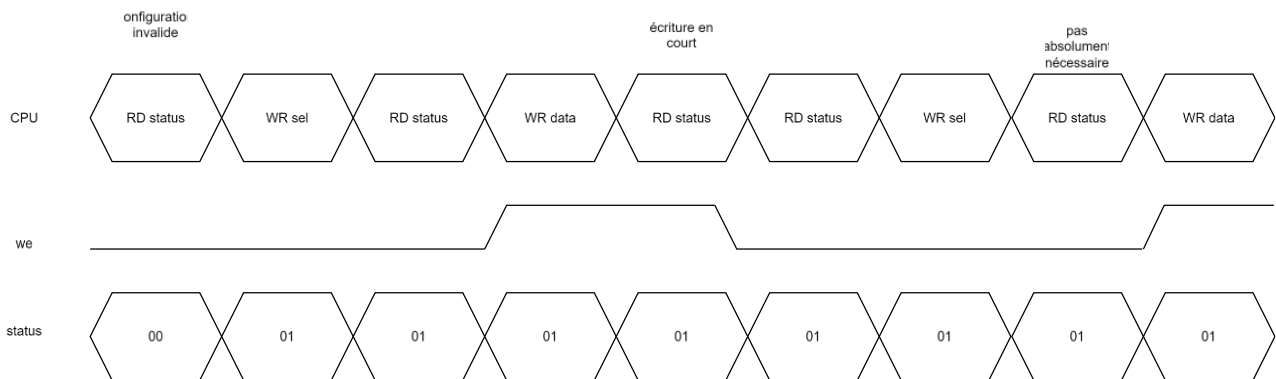 onfiguratio
invalide
écriture en
court
pas
absolument
nécessaire
CPU
RD status
WR sel
RD status
WR data
RD status
RD status
WR sel
RD status
WR data
we
status
00
01
01
01
01
01
01
01
01